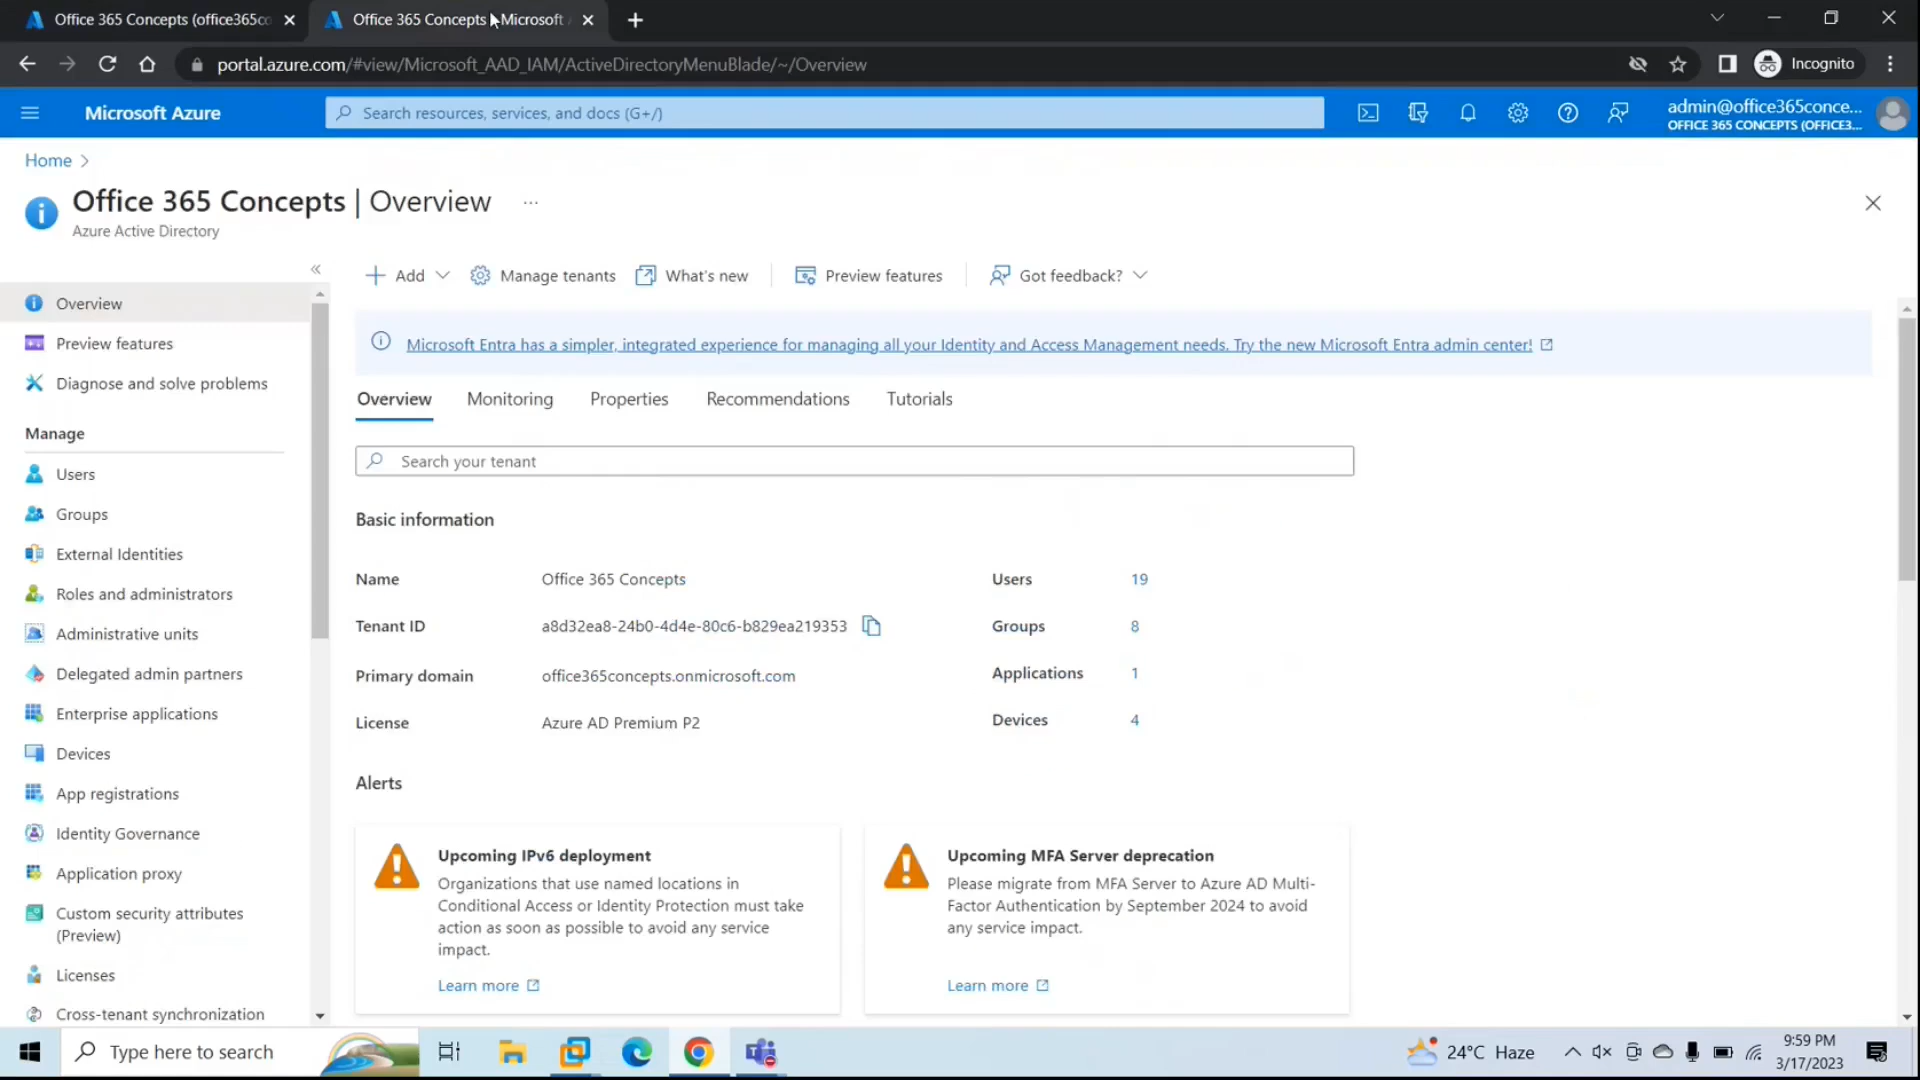 Office 365 Concepts (office365co
Office 365 Concepts - Microsoft A
portal.azure.com/#view/Microsoft_AAD_IAM/ActiveDirectoryMenuBlade/~/Overview
Incognito
Microsoft Azure
Search resources, services, and docs (G+/)
admin@office365conce...
OFFICE 365 CONCEPTS (OFFICE3...
Home
Office 365 Concepts | Overview ...
Azure Active Directory
Add
Manage tenants
What's new
Preview features
Got feedback?
Overview
Preview features
Diagnose and solve problems
Manage
Users
Groups
External Identities
Roles and administrators
Administrative units
Delegated admin partners
Enterprise applications
Devices
App registrations
Identity Governance
Application proxy
Custom security attributes
(Preview)
Licenses
Cross-tenant synchronization
Microsoft Entra has a simpler, integrated experience for managing all your Identity and Access Management needs. Try the new Microsoft Entra admin center!
Overview
Monitoring
Properties
Recommendations
Tutorials
Search your tenant
Basic information
Name Office 365 Concepts
Tenant ID a8d32ea8-24b0-4d4e-80c6-b829ea219353
Primary domain office365concepts.onmicrosoft.com
License Azure AD Premium P2
Users 19
Groups 8
Applications 1
Devices 4
Alerts
Upcoming IPv6 deployment
Organizations that use named locations in
Conditional Access or Identity Protection must take
action as soon as possible to avoid any service
impact.
Learn more
Upcoming MFA Server deprecation
Please migrate from MFA Server to Azure AD Multi-
Factor Authentication by September 2024 to avoid
any service impact.
Learn more
Type here to search
24°C Haze
9:59 PM
3/17/2023